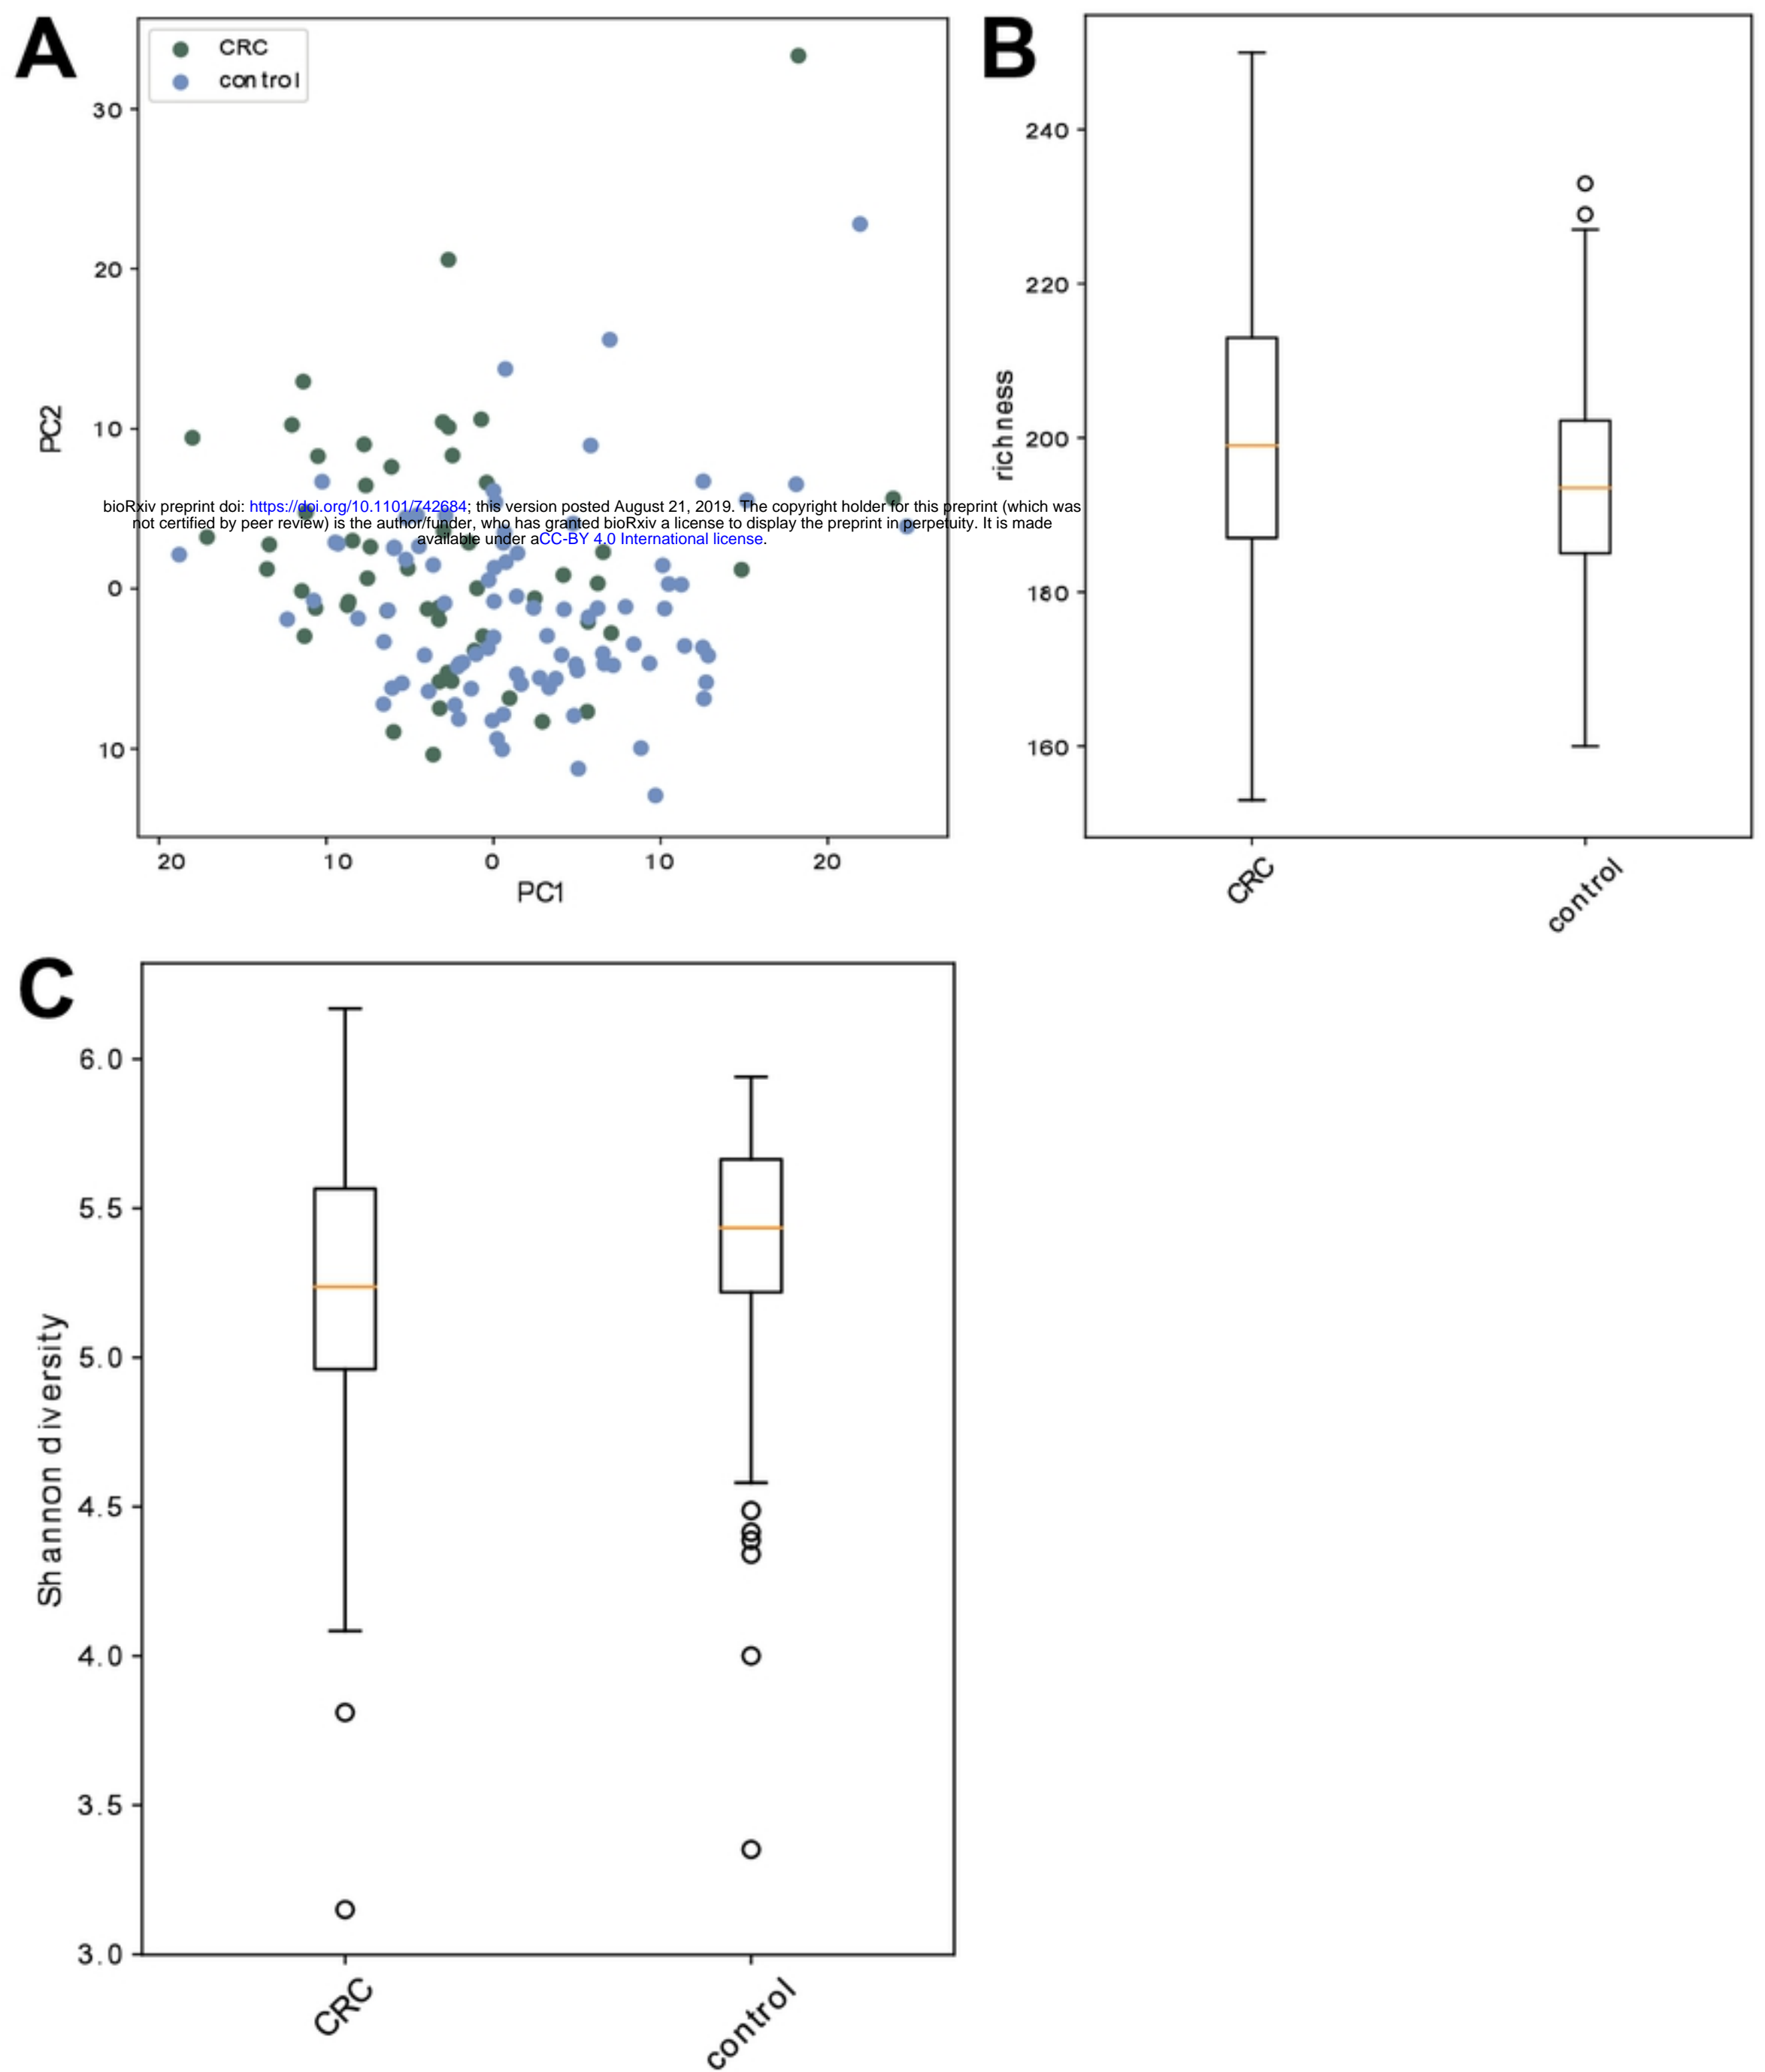 A
CRC
control
30
20
10
0
10
PC2
20
10
0
10
20
PC1
bioRxiv preprint doi: https://doi.org/10.1101/742684; this version posted August 21, 2019. The copyright holder for this preprint (which was
not certified by peer review) is the author/funder, who has granted bioRxiv a license to display the preprint in perpetuity. It is made
available under aCC-BY 4.0 International license.
B
240
220
200
180
160
richness
CRC
control
C
6.0
5.5
5.0
4.5
4.0
3.5
3.0
Shannon diversity
CRC
control